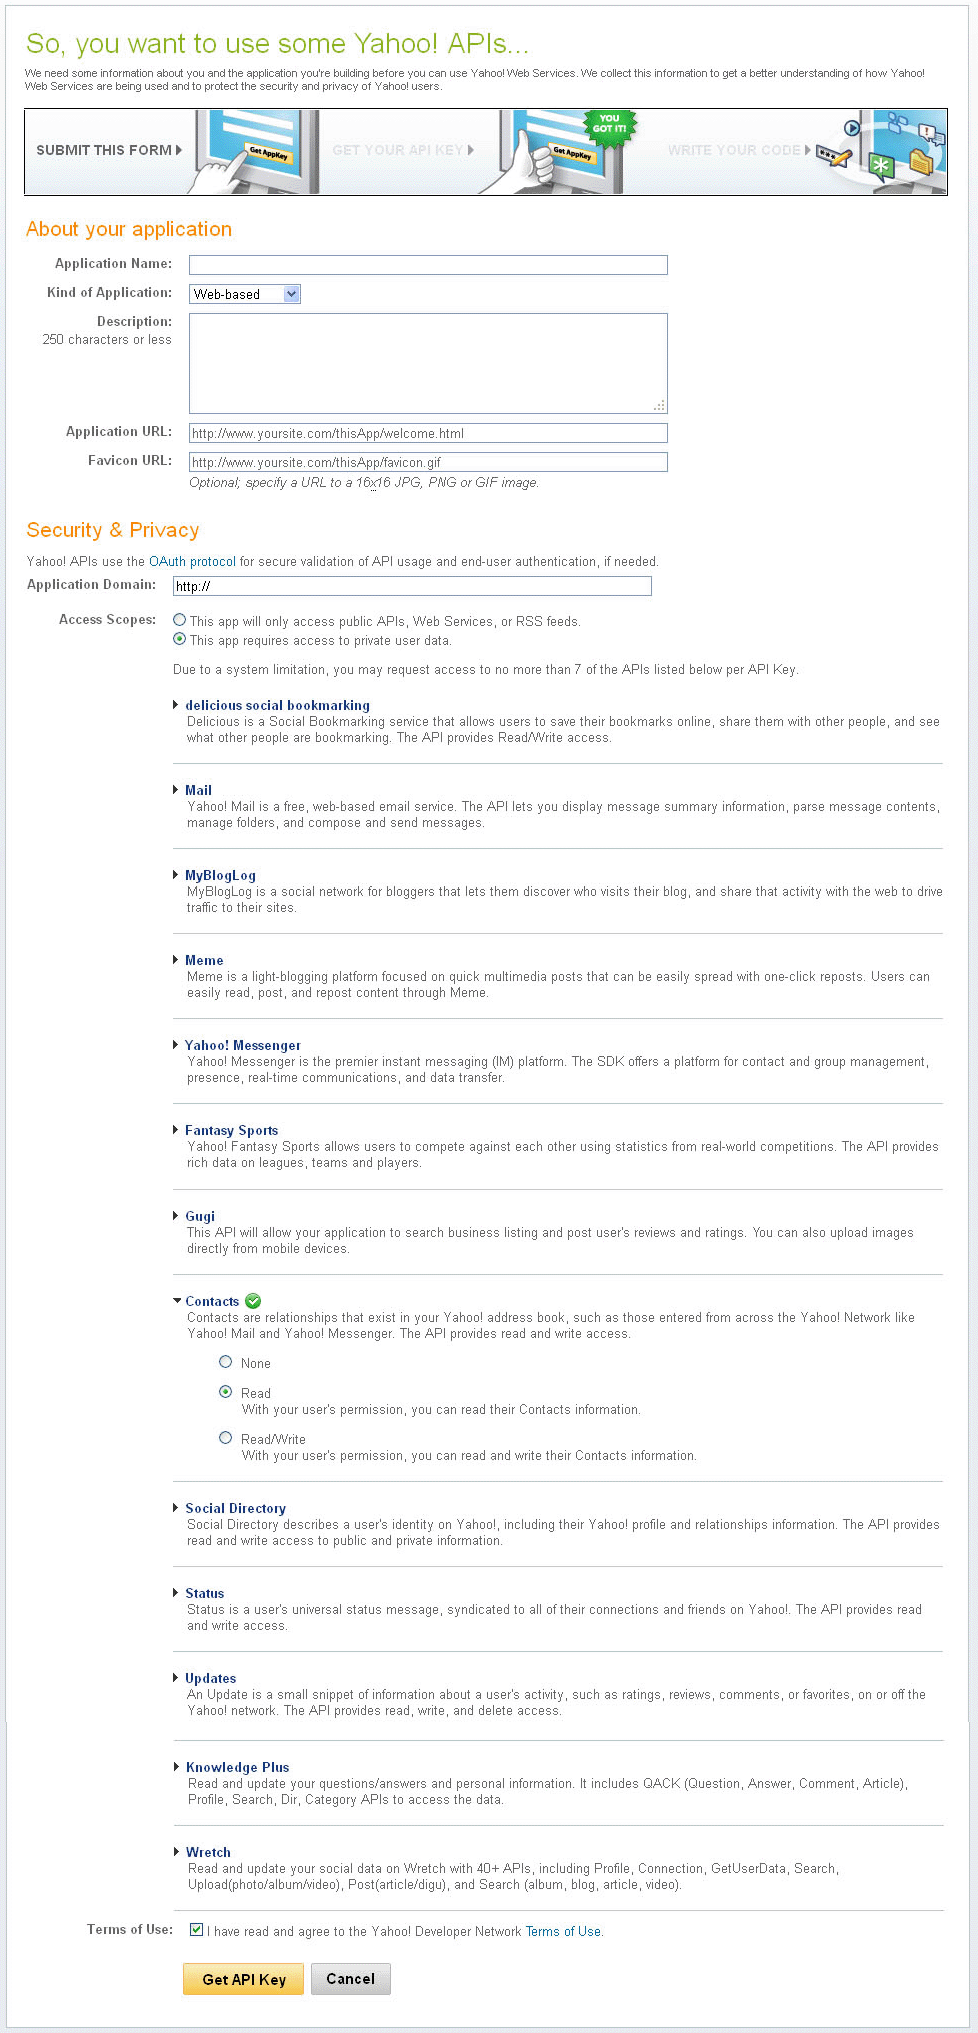 So, you want to use some Yahoo! APIs...
We need some information about you and the application you're building before you can use Yahoo! Web Services. We collect this information to get a better understanding of how Yahoo!
Web Services are being used and to protect the security and privacy of Yahoo! users.
SUBMIT THIS FORM
Get AppKey
GET YOUR API KEY
Get AppKey
YOU
GOT IT!
WRITE YOUR CODE
About your application
Application Name:
Kind of Application: Web-based
Description:
250 characters or less
Application URL: http://www.yoursite.com/thisApp/welcome.html
Favicon URL: http://www.yoursite.com/thisApp/favicon.gif
Optional; specify a URL to a 16x16 JPG, PNG or GIF image.
Security & Privacy
Yahoo! APIs use the OAuth protocol for secure validation of API usage and end-user authentication, if needed.
Application Domain: http://
Access Scopes: This app will only access public APIs, Web Services, or RSS feeds.
This app requires access to private user data.
Due to a system limitation, you may request access to no more than 7 of the APIs listed below per API Key.
delicious social bookmarking
Delicious is a Social Bookmarking service that allows users to save their bookmarks online, share them with other people, and see
what other people are bookmarking. The API provides Read/Write access.
Mail
Yahoo! Mail is a free, web-based email service. The API lets you display message summary information, parse message contents,
manage folders, and compose and send messages.
MyBlogLog
MyBlogLog is a social network for bloggers that lets them discover who visits their blog, and share that activity with the web to drive
traffic to their sites.
Meme
Meme is a light-blogging platform focused on quick multimedia posts that can be easily spread with one-click reposts. Users can
easily read, post, and repost content through Meme.
Yahoo! Messenger
Yahoo! Messenger is the premier instant messaging (IM) platform. The SDK offers a platform for contact and group management,
presence, real-time communications, and data transfer.
Fantasy Sports
Yahoo! Fantasy Sports allows users to compete against each other using statistics from real-world competitions. The API provides
rich data on leagues, teams and players.
Gugi
This API will allow your application to search business listing and post user's reviews and ratings. You can also upload images
directly from mobile devices.
Contacts
Contacts are relationships that exist in your Yahoo! address book, such as those entered from across the Yahoo! Network like
Yahoo! Mail and Yahoo! Messenger. The API provides read and write access.
None
Read
With your user's permission, you can read their Contacts information.
Read/Write
With your user's permission, you can read and write their Contacts information.
Social Directory
Social Directory describes a user's identity on Yahoo!, including their Yahoo! profile and relationships information. The API provides
read and write access to public and private information.
Status
Status is a user's universal status message, syndicated to all of their connections and friends on Yahoo!. The API provides read
and write access.
Updates
An Update is a small snippet of information about a user's activity, such as ratings, reviews, comments, or favorites, on or off the
Yahoo! network. The API provides read, write, and delete access.
Knowledge Plus
Read and update your questions/answers and personal information. It includes QACK (Question, Answer, Comment, Article),
Profile, Search, Dir, Category APIs to access the data.
Wretch
Read and update your social data on Wretch with 40+ APIs, including Profile, Connection, GetUserData, Search,
Upload(photo/album/video), Post(article/digu), and Search (album, blog, article, video).
Terms of Use: I have read and agree to the Yahoo! Developer Network Terms of Use.
Get API Key Cancel